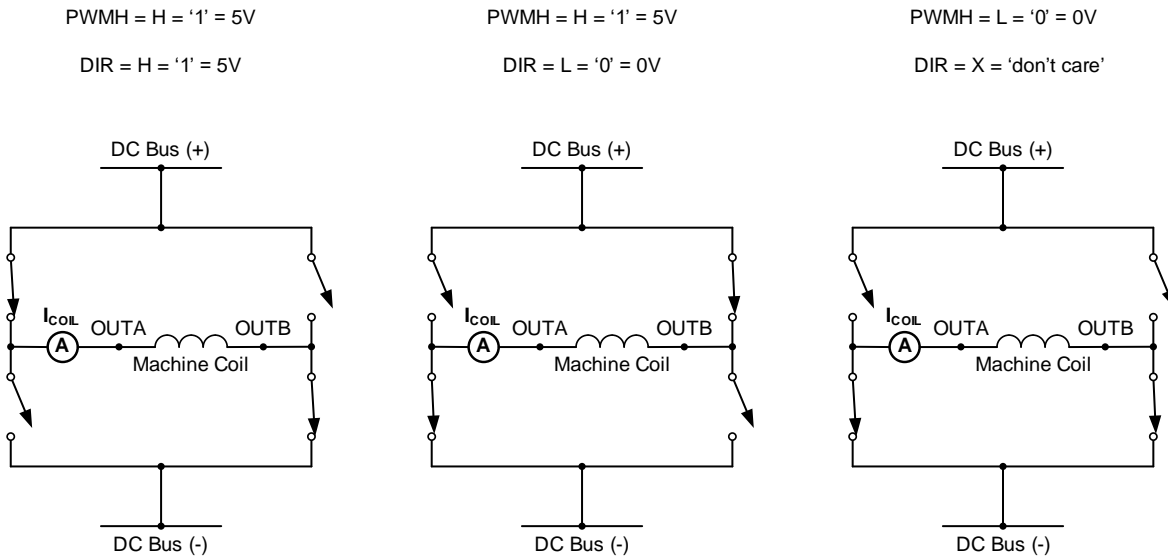 PWMH = H = ‘1’ = 5V
DIR = H = ‘1’ = 5V
DC Bus (+)
ICOIL
A
OUTA
OUTB
Machine Coil
DC Bus (-)
PWMH = H = ‘1’ = 5V
DIR = L = ‘0’ = 0V
DC Bus (+)
ICOIL
A
OUTA
OUTB
Machine Coil
DC Bus (-)
PWMH = L = ‘0’ = 0V
DIR = X = ‘don’t care’
DC Bus (+)
ICOIL
A
OUTA
OUTB
Machine Coil
DC Bus (-)